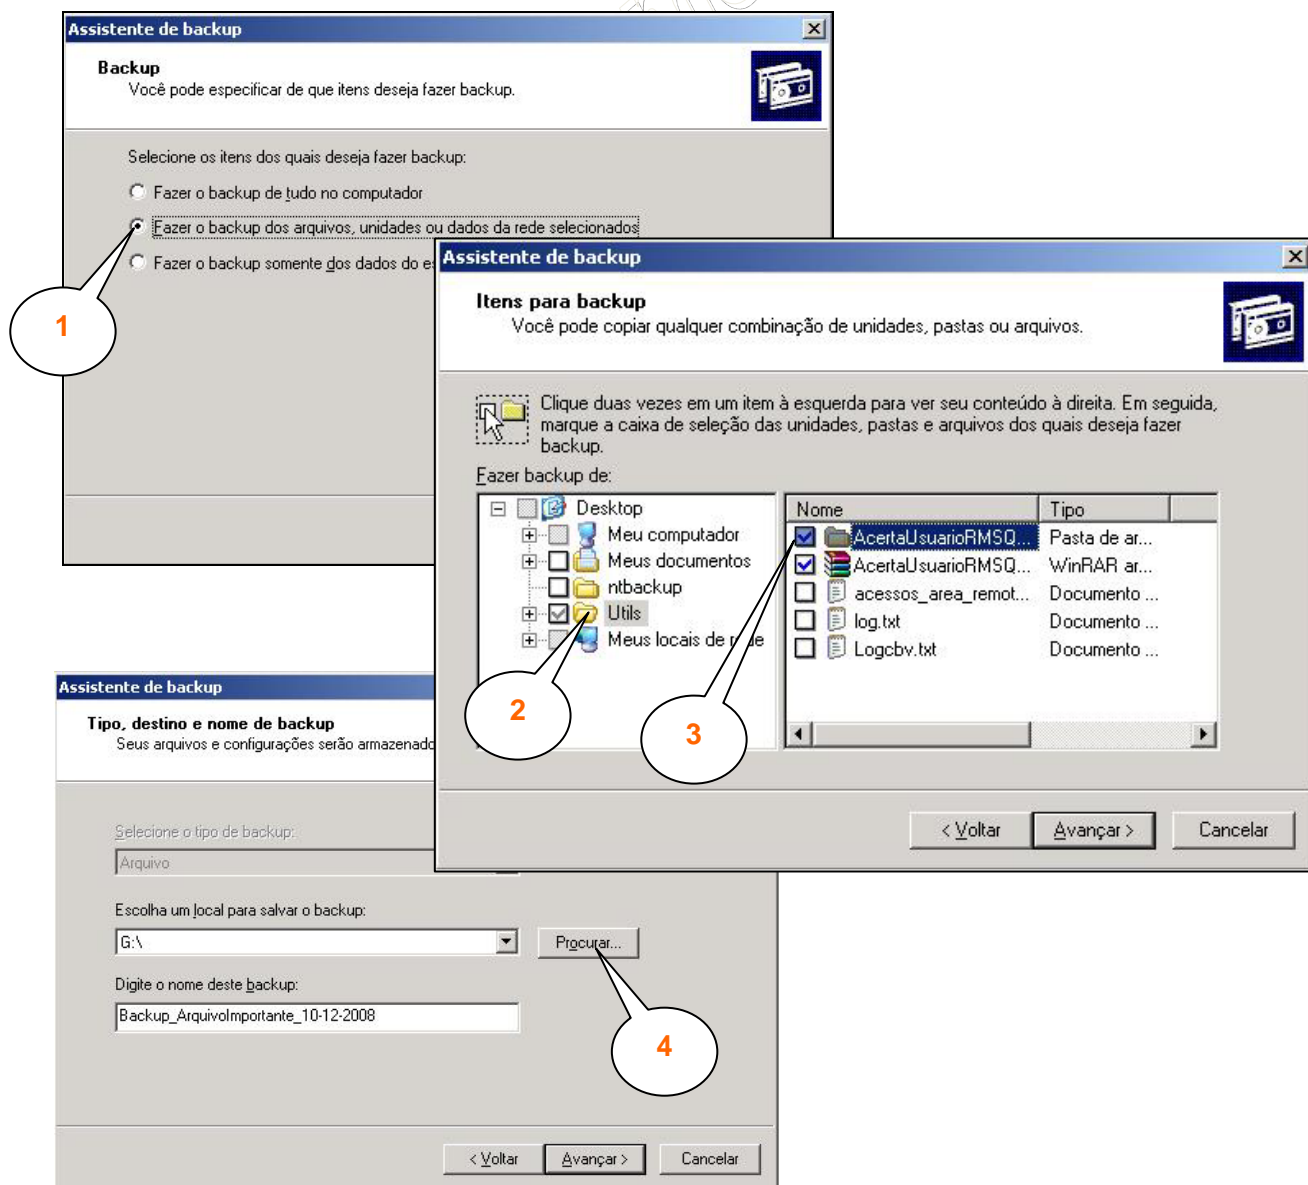 Assistente de backup
Backup
Você pode especificar de que itens deseja fazer backup.
Selecione os itens dos quais deseja fazer backup:
Fazer o backup de tudo no computador
Fazer o backup dos arquivos, unidades ou dados da rede selecionados
Fazer o backup somente dos dados do
1
Assistente de backup
Itens para backup
Você pode copiar qualquer combinação de unidades, pastas ou arquivos.
Clique duas vezes em um item à esquerda para ver seu conteúdo à direita. Em seguida,
marque a caixa de seleção das unidades, pastas e arquivos dos quais deseja fazer
backup.
Fazer backup de:
Desktop
Meu computador
Meus documentos
ntbackup
Utils
Meus locais de rede
Nome Tipo
AcertaUsuarioRMSQ... Pasta de ar...
AcertaUsuarioRMSQ... WinRAR ar...
acessos_area_remot... Documento ...
log.txt Documento ...
Logcbv.txt Documento ...
2
3
< Voltar Avançar > Cancelar
Assistente de backup
Tipo, destino e nome de backup
Seus arquivos e configurações serão armazenado
Selecione o tipo de backup:
Arquivo
Escolha um local para salvar o backup:
G:\ Procurar...
Digite o nome deste backup:
Backup_ArquivoImportante_10-12-2008
4
< Voltar Avançar > Cancelar